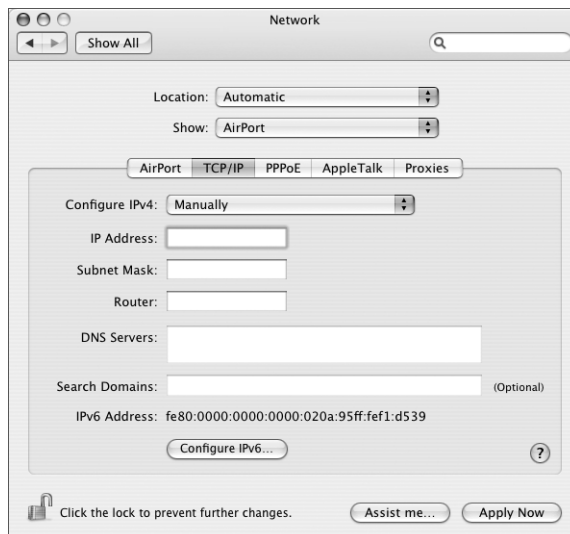 Network
Show All
Location: Automatic
Show: AirPort
AirPort TCP/IP PPPoE AppleTalk Proxies
Configure IPv4: Manually
IP Address:
Subnet Mask:
Router:
DNS Servers:
Search Domains: (Optional)
IPv6 Address: fe80:0000:0000:0000:020a:95ff:fef1:d539
Configure IPv6...
?
Click the lock to prevent further changes. Assist me... Apply Now